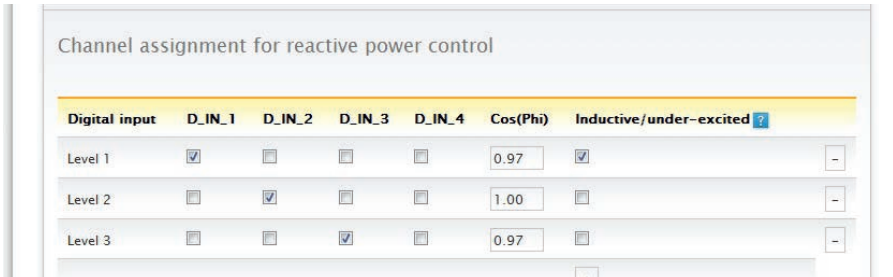 Channel assignment for reactive power control
Digital input D_IN_1 D_IN_2 D_IN_3 D_IN_4 Cos(Phi) Inductive/under-excited ?
Level 1 0.97 -
Level 2 1.00 -
Level 3 0.97 -